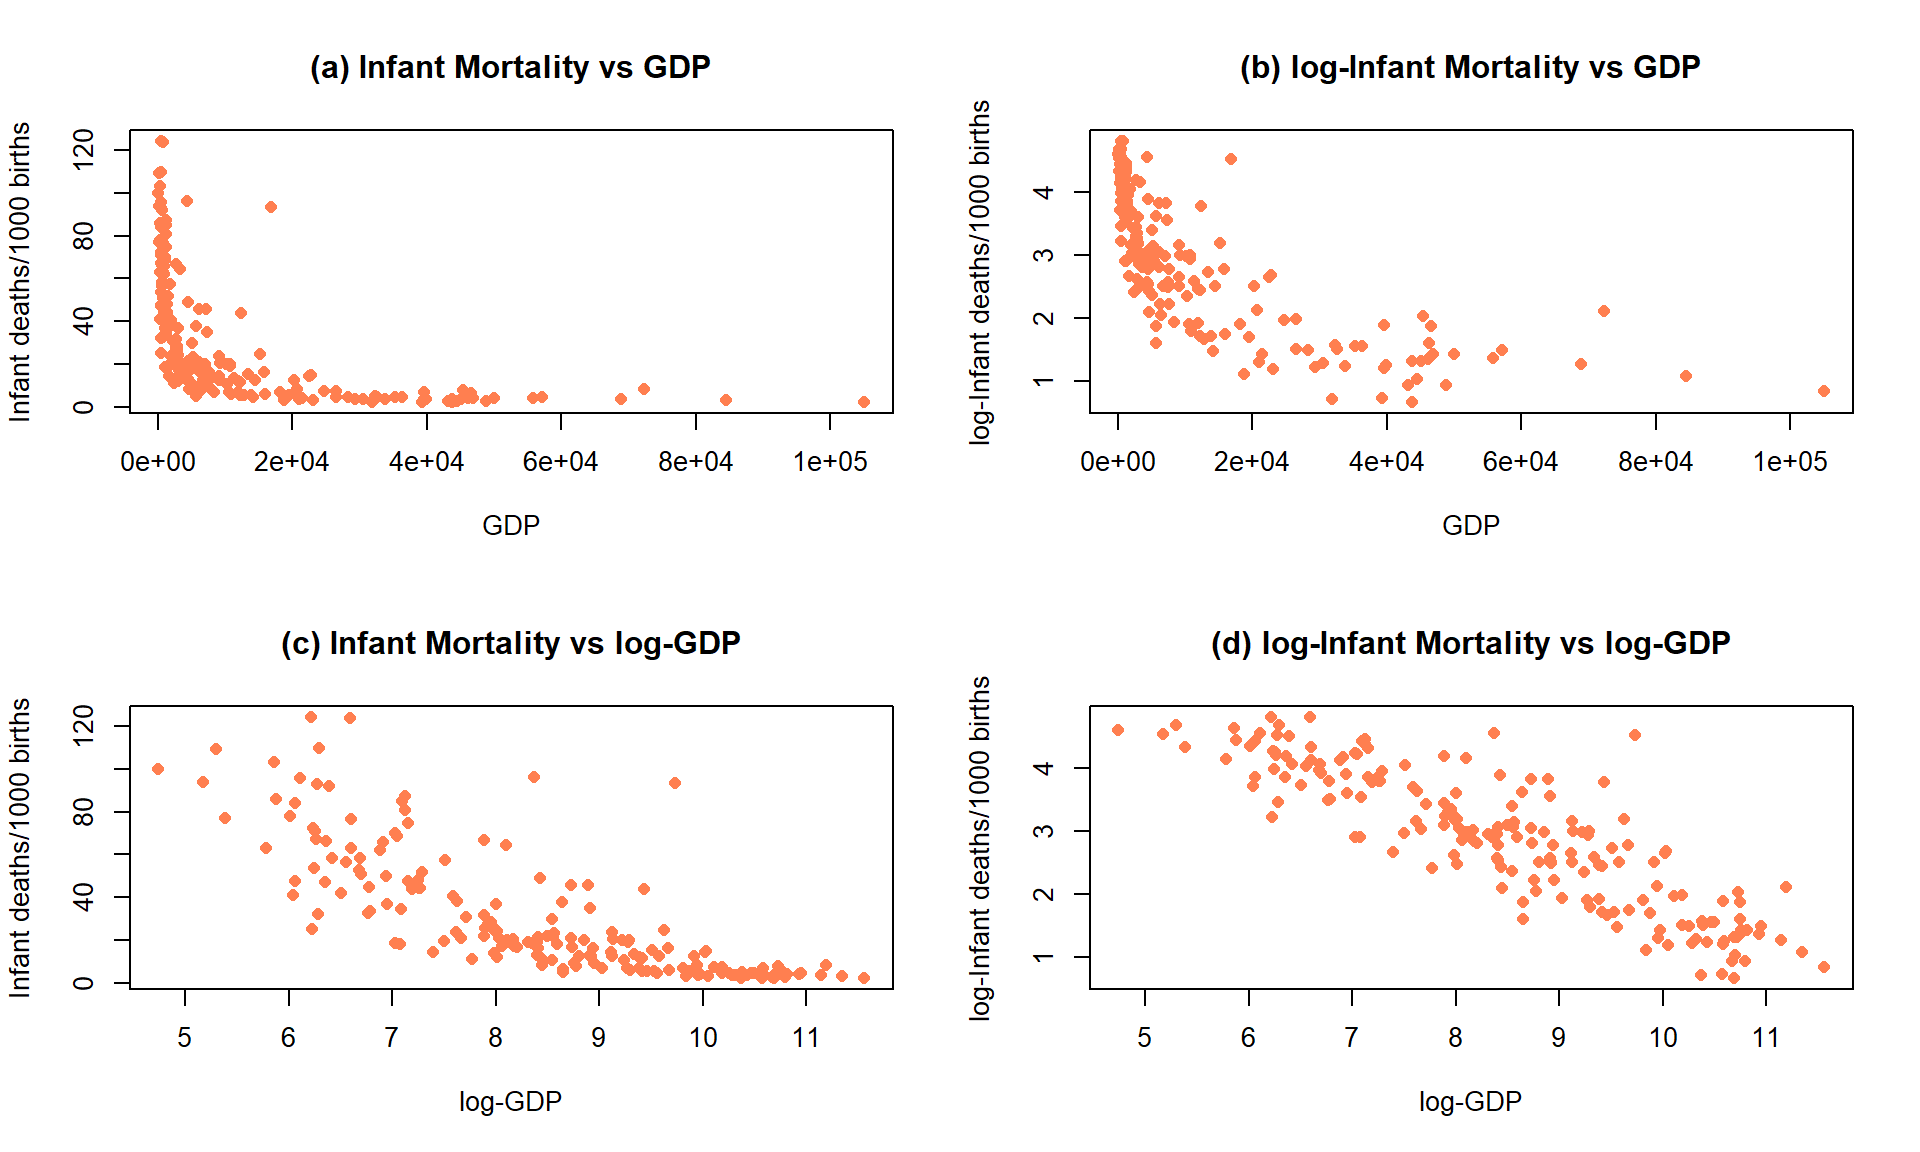 (a) Infant Mortality vs GDP
Infant deaths/1000 births
0 40 80 120
0e+00 2e+04 4e+04 6e+04 8e+04 1e+05
GDP
(b) log-Infant Mortality vs GDP
log-Infant deaths/1000 births
1 2 3 4
0e+00 2e+04 4e+04 6e+04 8e+04 1e+05
GDP
(c) Infant Mortality vs log-GDP
Infant deaths/1000 births
0 40 80 120
5 6 7 8 9 10 11
log-GDP
(d) log-Infant Mortality vs log-GDP
log-Infant deaths/1000 births
1 2 3 4
5 6 7 8 9 10 11
log-GDP